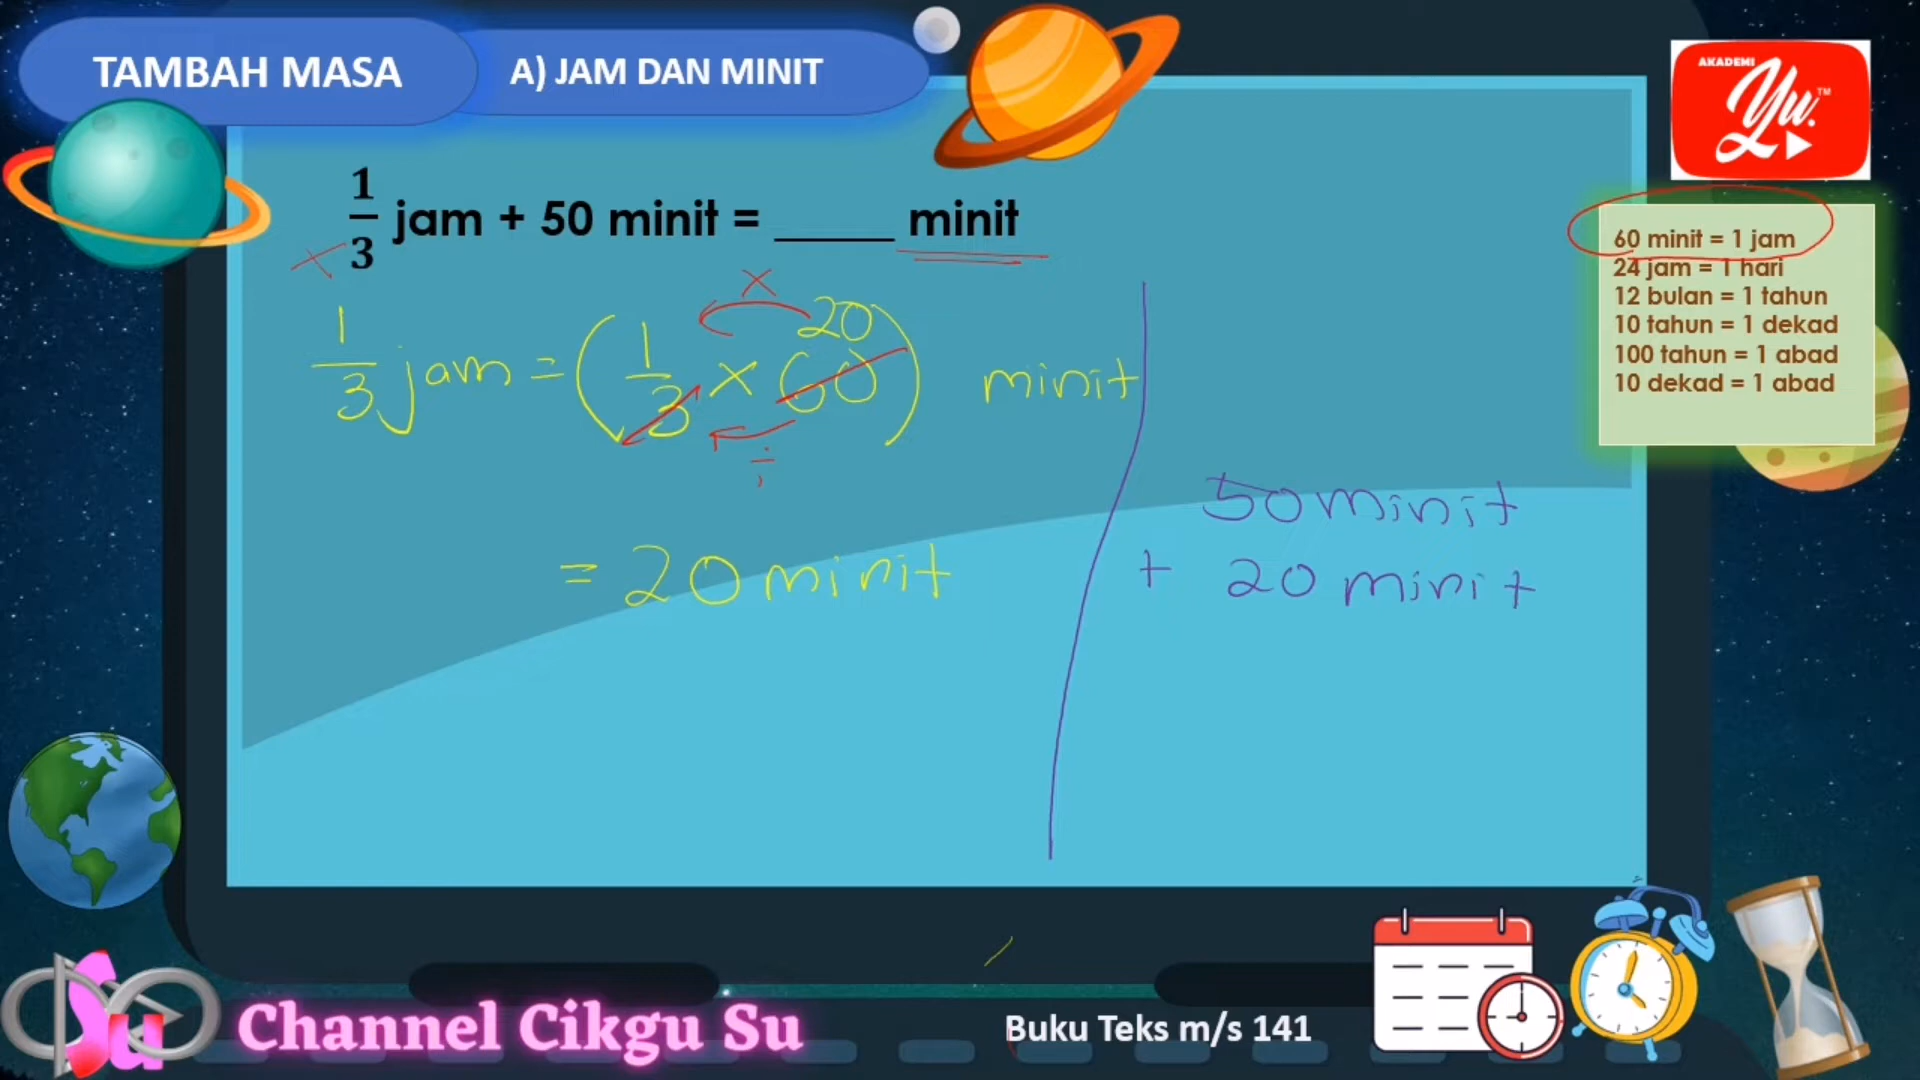 TAMBAH MASA
A) JAM DAN MINIT
AKADEMI
Yu.™
1/3 jam + 50 minit = _____ minit
×
60 minit = 1 jam
24 jam = 1 hari
12 bulan = 1 tahun
10 tahun = 1 dekad
100 tahun = 1 abad
10 dekad = 1 abad
×
20
1/3 jam = (1/3 × 60) minit
÷
= 20 minit
50 minit
+ 20 minit
Su
Channel Cikgu Su
Buku Teks m/s 141